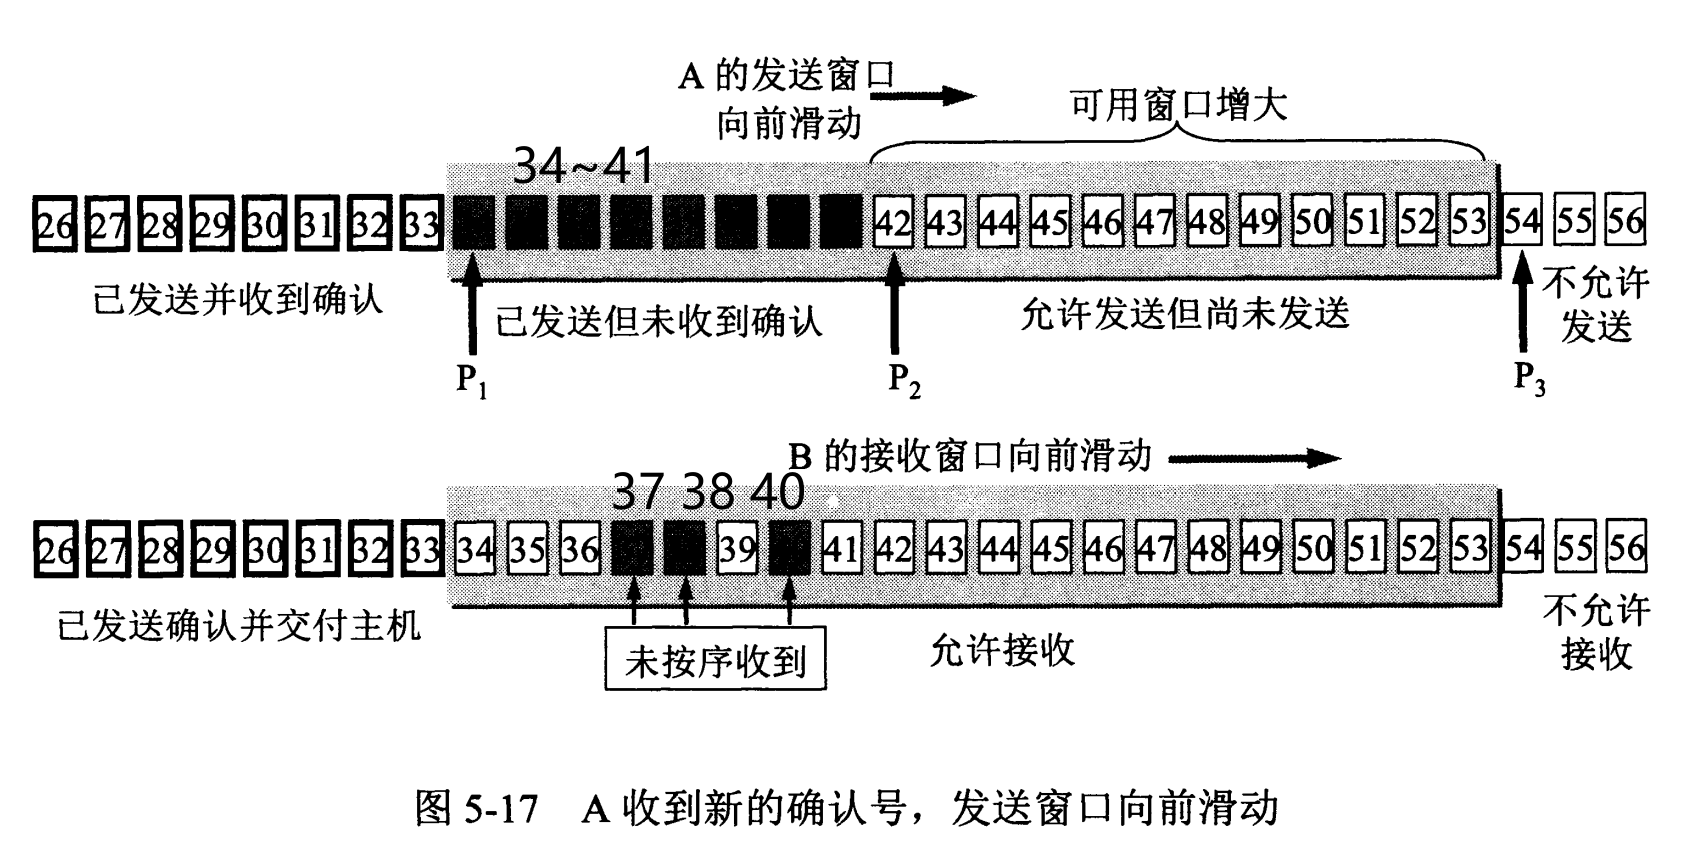 A 的发送窗口
向前滑动
可用窗口增大
34~41
26 27 28 29 30 31 32 33 42 43 44 45 46 47 48 49 50 51 52 53 54 55 56
已发送并收到确认
已发送但未收到确认
允许发送但尚未发送
不允许
发送
P1
P2
P3
B 的接收窗口向前滑动
37 38 40
26 27 28 29 30 31 32 33 34 35 36 39 41 42 43 44 45 46 47 48 49 50 51 52 53 54 55 56
已发送确认并交付主机
未按序收到
允许接收
不允许
接收
图 5-17 A 收到新的确认号，发送窗口向前滑动